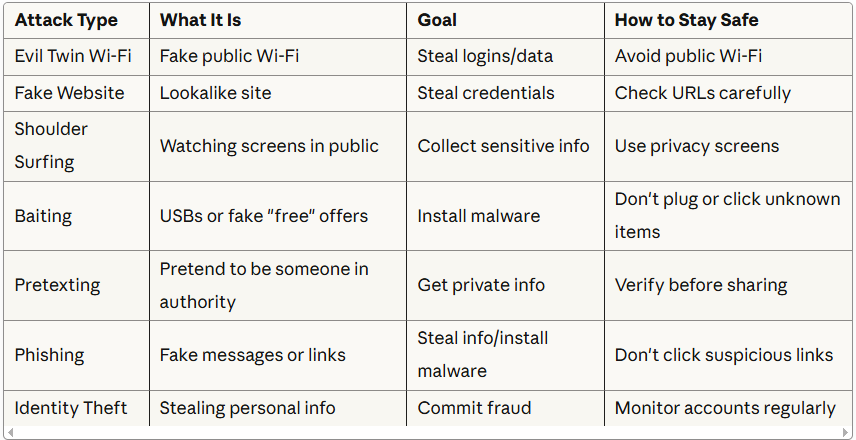 Attack Type What It Is Goal How to Stay Safe
Evil Twin Wi-Fi Fake public Wi-Fi Steal logins/data Avoid public Wi-Fi
Fake Website Lookalike site Steal credentials Check URLs carefully
Shoulder
Surfing
Watching screens in public Collect sensitive info Use privacy screens
Baiting USBs or fake "free" offers Install malware
Don't plug or click unknown
items
Pretexting
Pretend to be someone in
authority
Get private info Verify before sharing
Phishing Fake messages or links
Steal info/install
malware
Don't click suspicious links
Identity Theft Stealing personal info Commit fraud Monitor accounts regularly